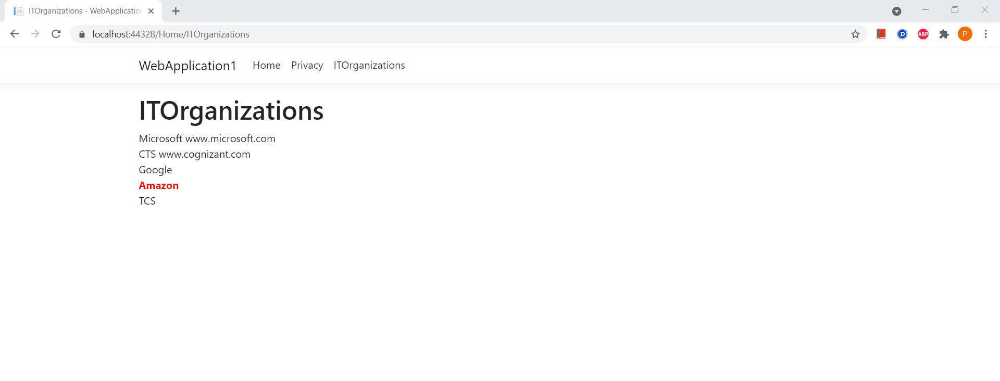 ITOrganizations - WebApplication
localhost:44328/Home/ITOrganizations
D
ABP
P
WebApplication1 Home Privacy ITOrganizations
ITOrganizations
Microsoft www.microsoft.com
CTS www.cognizant.com
Google
Amazon
TCS